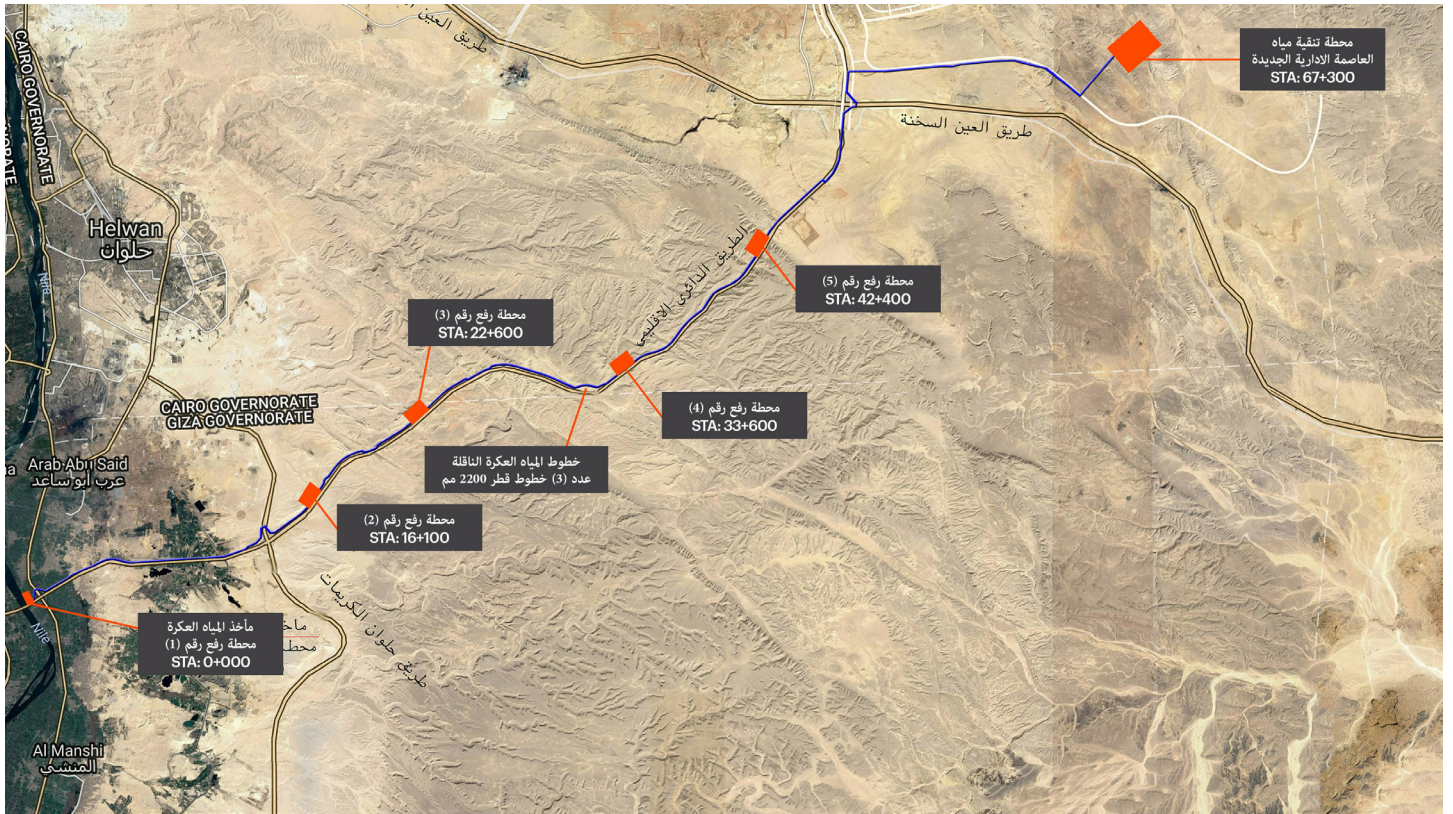 طريق العين
محطة تنقية مياه
العاصمة الادارية الجديدة
STA: 67+300
CAIRO GOVERNORATE
طريق العين السخنة
Helwan
حلوان
Nile
الطريق الدائرى الاقليمى
محطة رفع رقم (5)
STA: 42+400
محطة رفع رقم (3)
STA: 22+600
محطة رفع رقم (4)
STA: 33+600
CAIRO GOVERNORATE
GIZA GOVERNORATE
خطوط المياه العكرة الناقلة
عدد (3) خطوط قطر 2200 مم
Arab Abu Said
عرب أبو ساعد
محطة رفع رقم (2)
STA: 16+100
طريق حلوان الكريمات
Nile
مأخذ المياه العكرة
محطة رفع رقم (1)
STA: 0+000
Al Manshi
المنشي